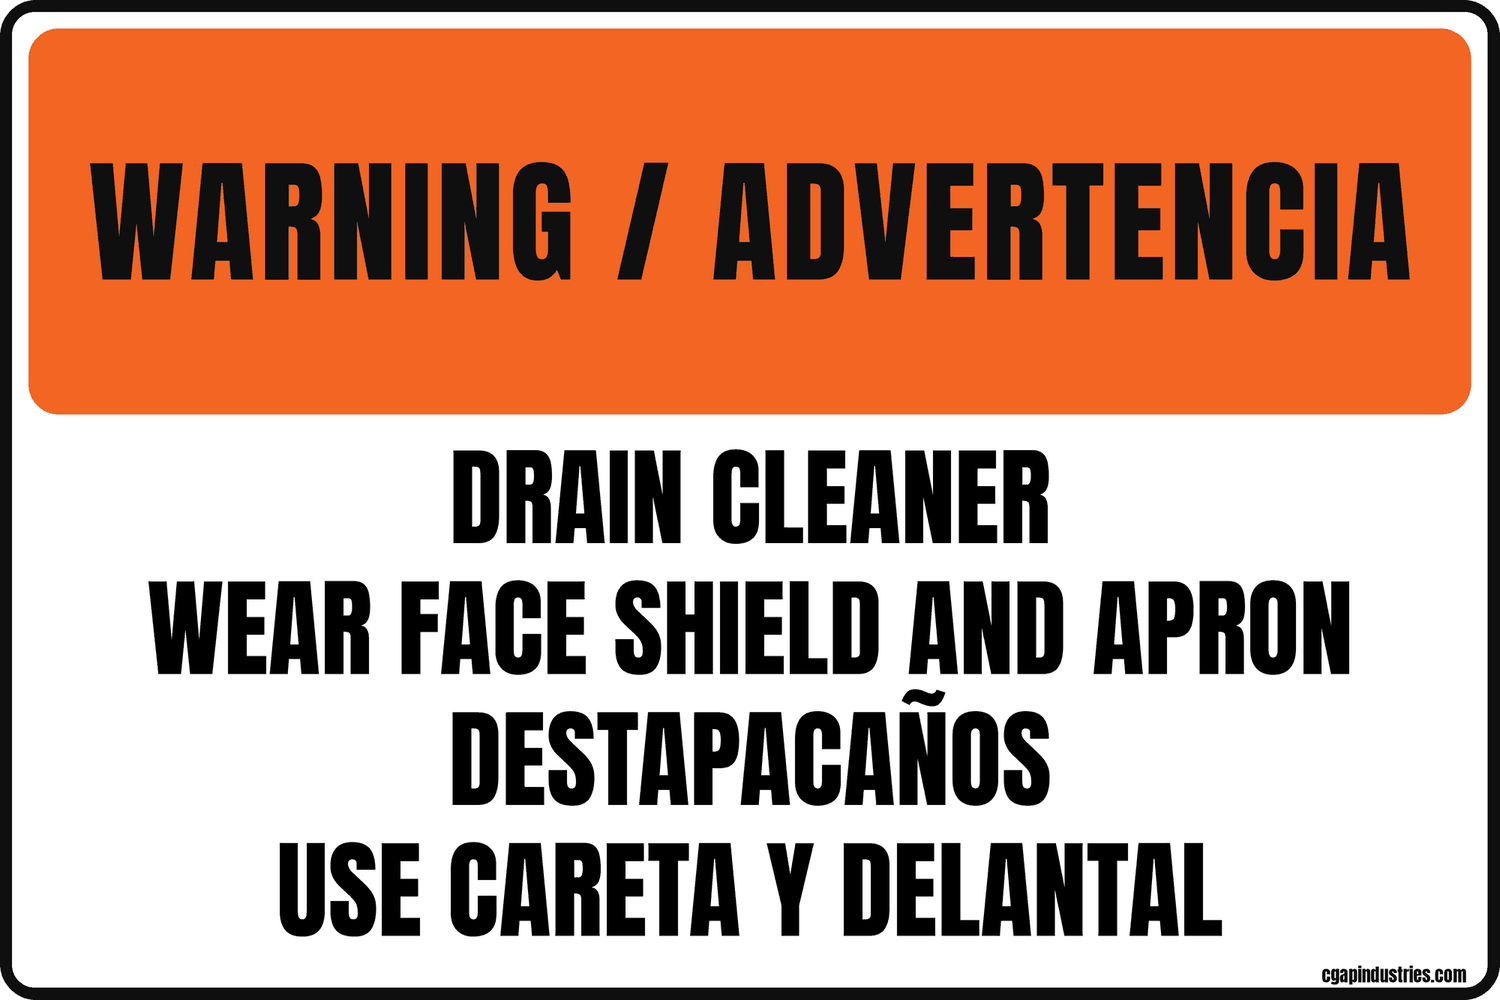 WARNING / ADVERTENCIA
DRAIN CLEANER
WEAR FACE SHIELD AND APRON
DESTAPACAÑOS
USE CARETA Y DELANTAL
cgapindustries.com